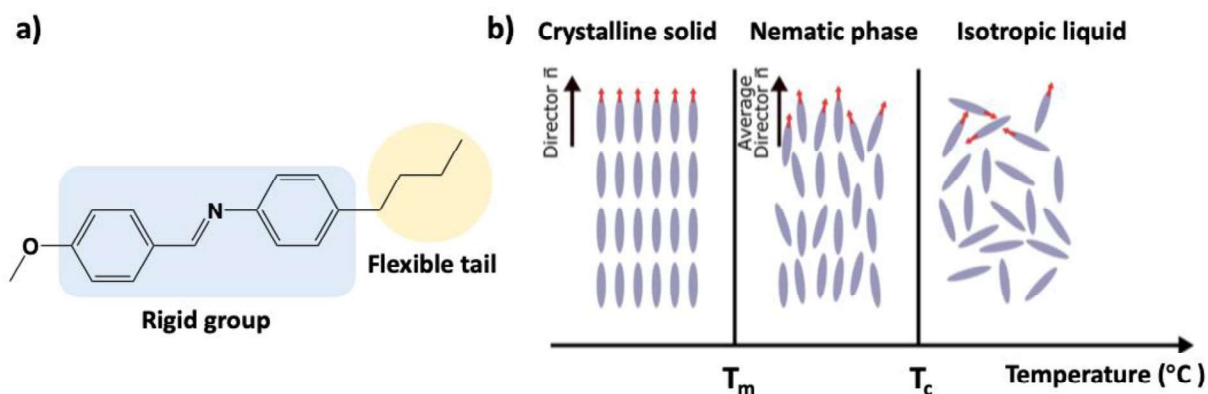 a)
O
N
Flexible tail
Rigid group
b)
Crystalline solid
Nematic phase
Isotropic liquid
Director n̄
Average
Director n̄
Tm
Tc
Temperature (°C )